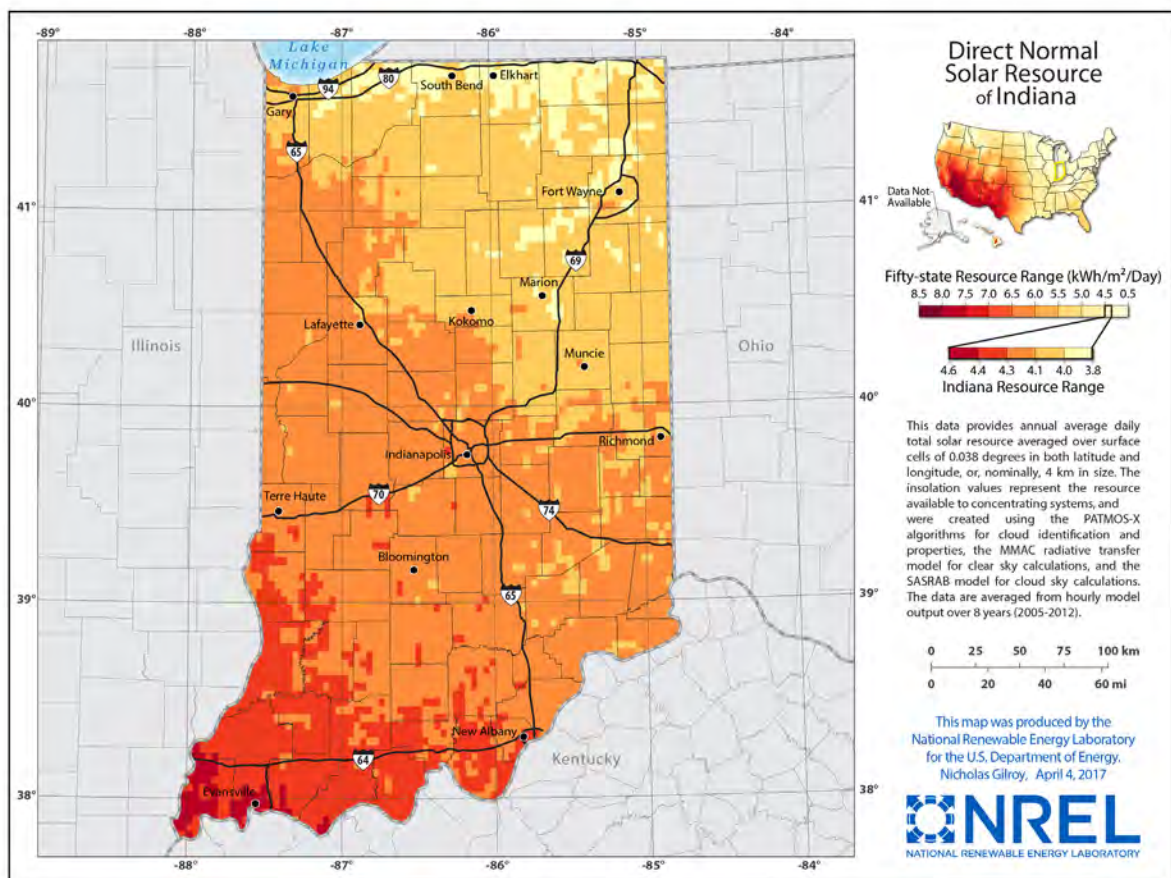 -89°
-88°
-87°
-86°
-85°
-84°
Lake
Michigan
94
80
South Bend
Elkhart
Gary
65
41°
41°
Fort Wayne
69
Marion
Kokomo
Lafayette
Illinois
Ohio
Muncie
40°
40°
Richmond
Indianapolis
Terre Haute
70
74
Bloomington
65
39°
39°
New Albany
64
Kentucky
Evansville
38°
38°
-88°
-87°
-86°
-85°
-84°
Direct Normal
Solar Resource
of Indiana
Data Not
Available
Fifty-state Resource Range (kWh/m²/Day)
8.5 8.0 7.0 6.5 6.0 5.5 5.0 4.5 0.5
4.6 4.4 4.3 4.1 4.0 3.8
Indiana Resource Range
This data provides annual average daily
total solar resource averaged over surface
cells of 0.038 degrees in both latitude and
longitude, or, nominally, 4 km in size. The
insolation values represent the resource
available to concentrating systems, and
were created using the PATMOS-X
algorithms for cloud identification and
properties, the MMAC radiative transfer
model for clear sky calculations, and the
SASRAB model for cloud sky calculations.
The data are averaged from hourly model
output over 8 years (2005-2012).
0 25 50 75 100 km
0 20 40 60 mi
This map was produced by the
National Renewable Energy Laboratory
for the U.S. Department of Energy.
Nicholas Gilroy, April 4, 2017
NREL
NATIONAL RENEWABLE ENERGY LABORATORY